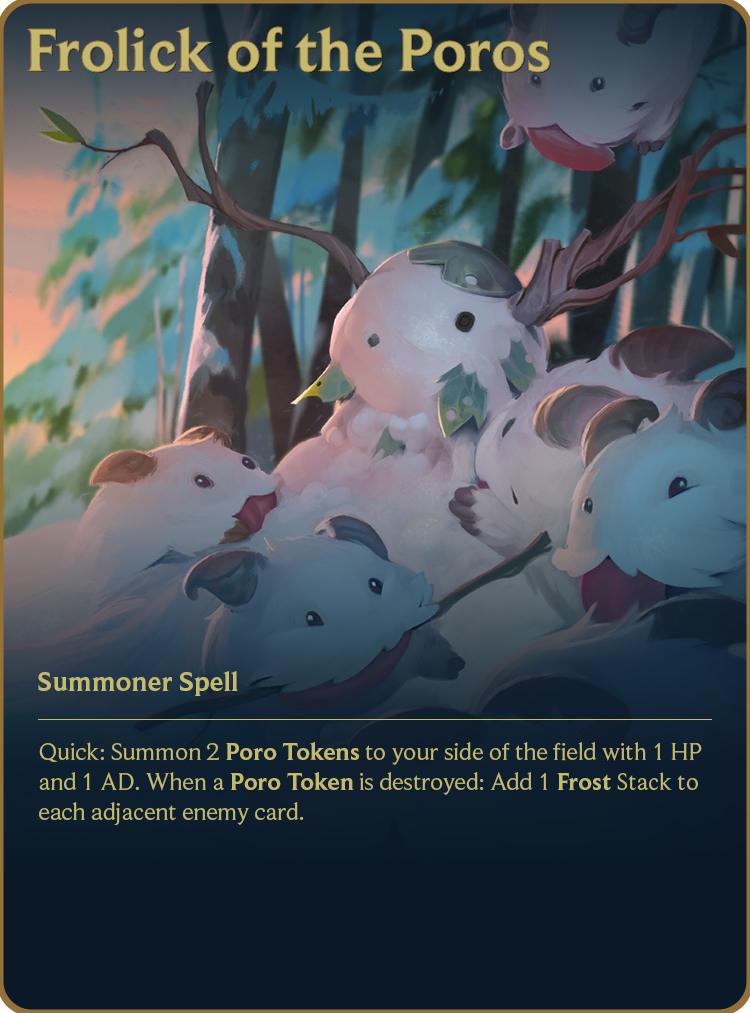 Frolick of the Poros
Summoner Spell
Quick: Summon 2 Poro Tokens to your side of the field with 1 HP
and 1 AD. When a Poro Token is destroyed: Add 1 Frost Stack to
each adjacent enemy card.